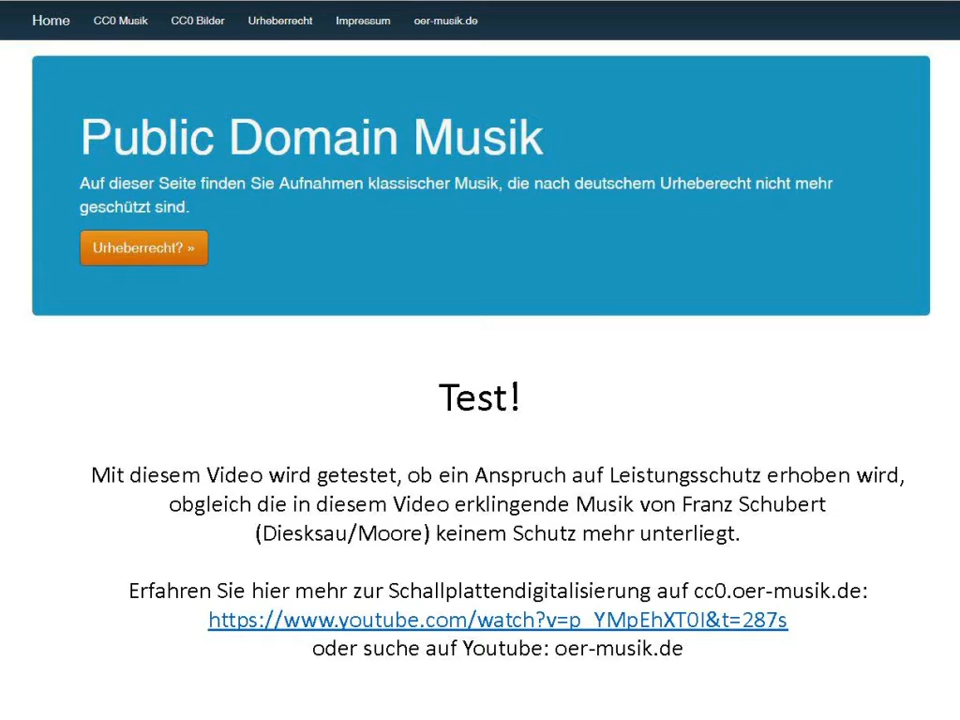 Home CC0 Musik CC0 Bilder Urheberrecht Impressum oer-musik.de
Public Domain Musik
Auf dieser Seite finden Sie Aufnahmen klassischer Musik, die nach deutschem Urheberecht nicht mehr
geschützt sind.
Urheberrecht? »
Test!
Mit diesem Video wird getestet, ob ein Anspruch auf Leistungsschutz erhoben wird,
obgleich die in diesem Video erklingende Musik von Franz Schubert
(Diesksau/Moore) keinem Schutz mehr unterliegt.
Erfahren Sie hier mehr zur Schallplattendigitalisierung auf cc0.oer-musik.de:
https://www.youtube.com/watch?v=p_YMpEhXT0I&t=287s
oder suche auf Youtube: oer-musik.de